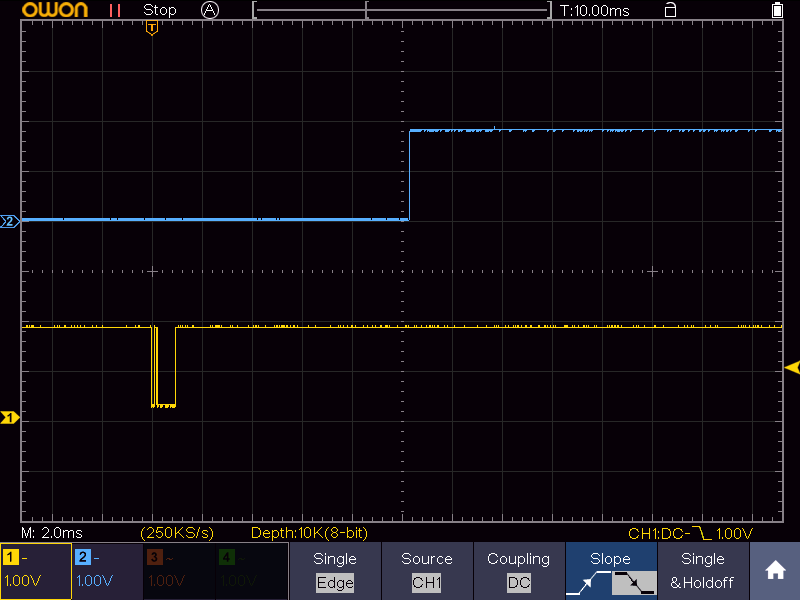 OWON Stop A T:10.00ms
T
2
1
M: 2.0ms (250KS/s) Depth:10K(8-bit) CH1:DC- 1.00V
1 - 2 - 3 ~ 4 -
1.00V 1.00V 1.00V 1.00V
Single Source Coupling Slope Single
Edge CH1 DC &Holdoff